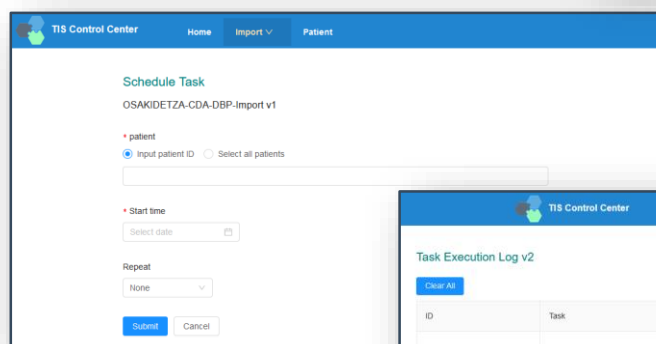 TIS Control Center Home Import Patient
Schedule Task
OSAKIDETZA-CDA-DBP-Import v1
* patient
Input patient ID Select all patients
* Start time
Select date
Repeat
None
Submit Cancel
TIS Control Center
Task Execution Log v2
Clear All
ID Task